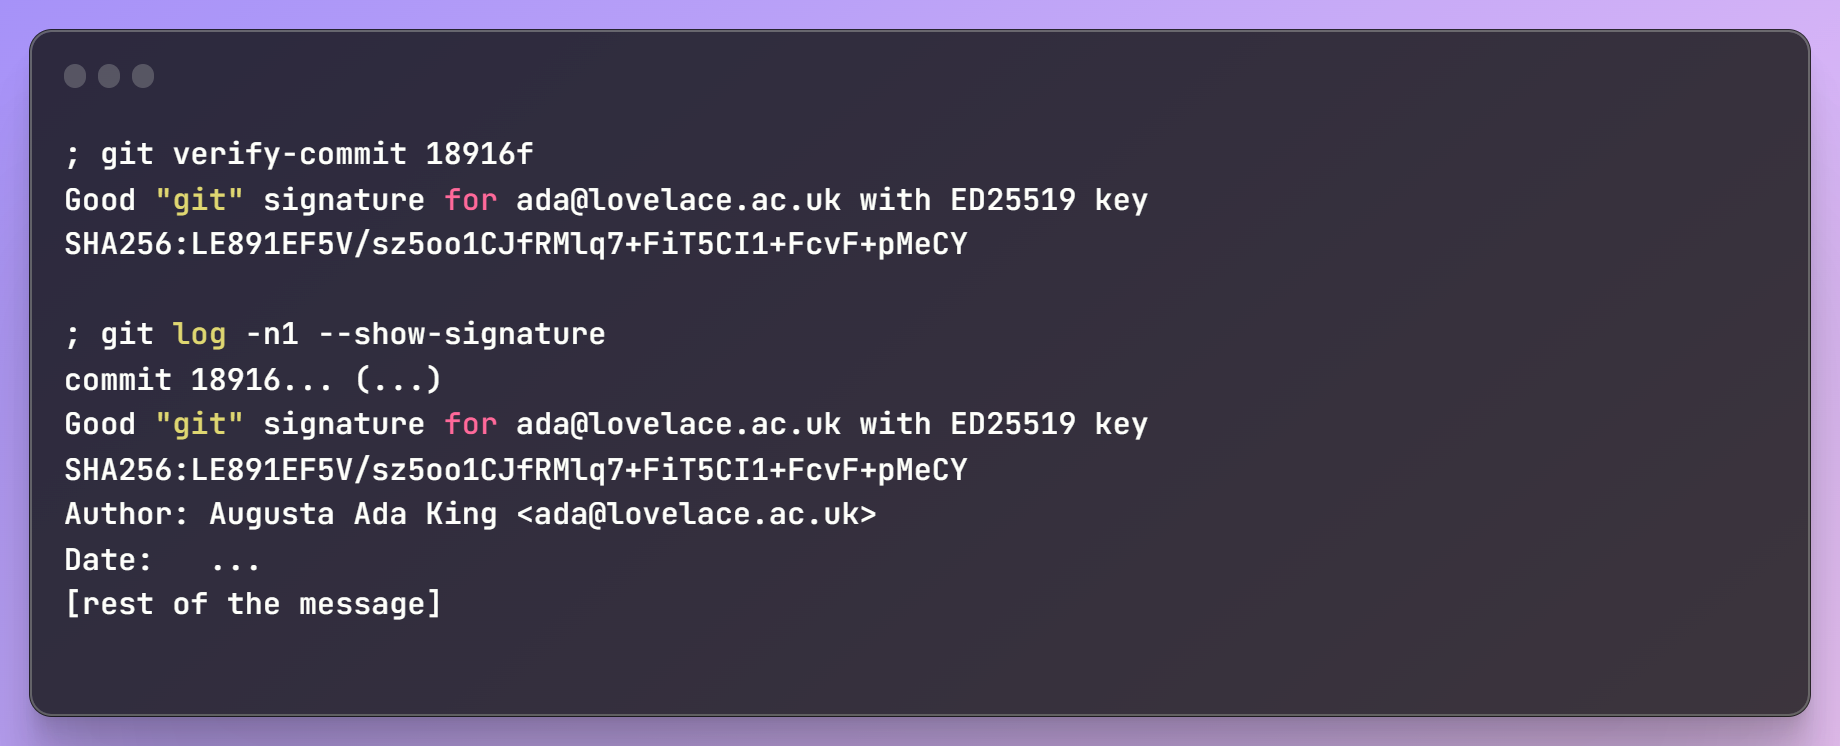 ; git verify-commit 18916f
Good "git" signature for ada@lovelace.ac.uk with ED25519 key
SHA256:LE891EF5V/sz5oo1CJfRMlq7+FiT5CI1+FcvF+pMeCY
; git log -n1 --show-signature
commit 18916... (...)
Good "git" signature for ada@lovelace.ac.uk with ED25519 key
SHA256:LE891EF5V/sz5oo1CJfRMlq7+FiT5CI1+FcvF+pMeCY
Author: Augusta Ada King <ada@lovelace.ac.uk>
Date:   ...
[rest of the message]